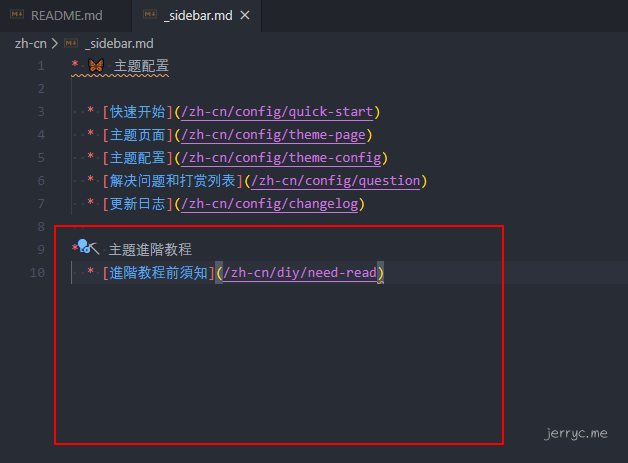 README.md
_sidebar.md
zh-cn > _sidebar.md
1 * 🦋 主题配置
2
3 * [快速开始](/zh-cn/config/quick-start)
4 * [主题页面](/zh-cn/config/theme-page)
5 * [主题配置](/zh-cn/config/theme-config)
6 * [解决问题和打赏列表](/zh-cn/config/question)
7 * [更新日志](/zh-cn/config/changelog)
8
9 * ⛏ 主題進階教程
10 * [進階教程前須知](/zh-cn/diy/need-read)
jerryc.me